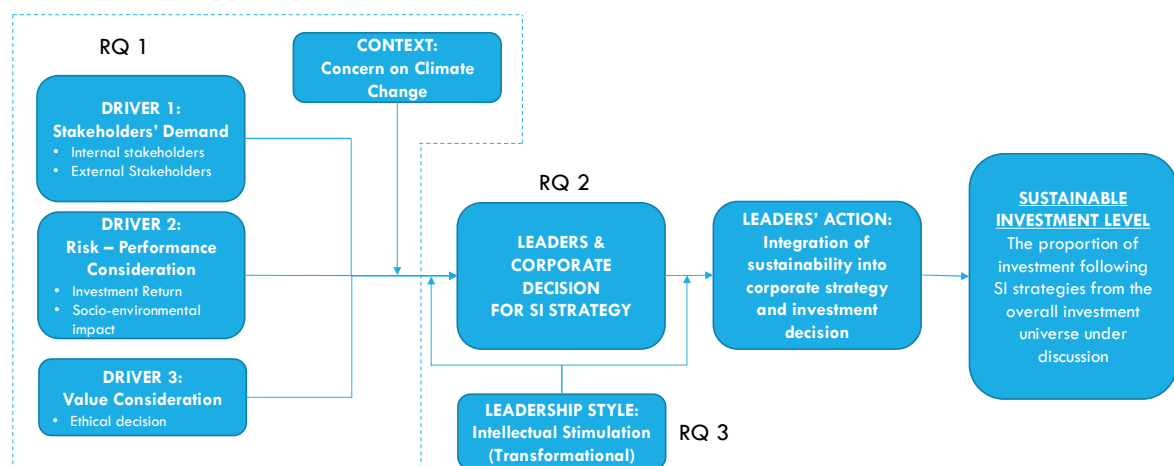 RQ 1
CONTEXT:
Concern on Climate
Change
DRIVER 1:
Stakeholders’ Demand
• Internal stakeholders
• External Stakeholders
DRIVER 2:
Risk – Performance
Consideration
• Investment Return
• Socio-environmental
impact
DRIVER 3:
Value Consideration
• Ethical decision
RQ 2
LEADERS &
CORPORATE
DECISION
FOR SI STRATEGY
LEADERS’ ACTION:
Integration of
sustainability into
corporate strategy
and investment
decision
SUSTAINABLE
INVESTMENT LEVEL
The proportion of
investment following
SI strategies from the
overall investment
universe under
discussion
LEADERSHIP STYLE:
Intellectual Stimulation
(Transformational)
RQ 3